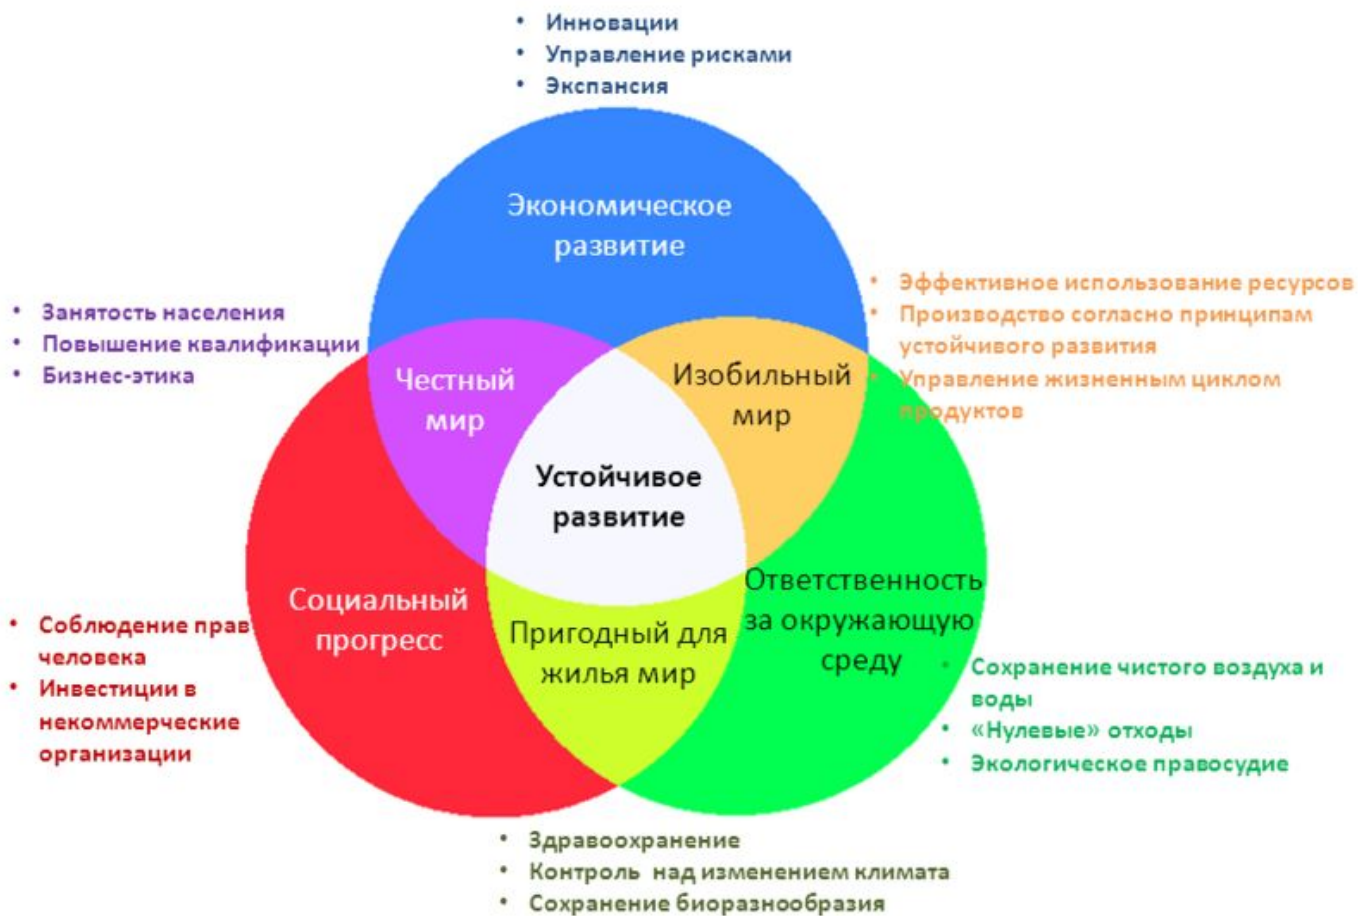 • Инновации
• Управление рисками
• Экспансия
Экономическое
развитие
• Занятость населения
• Повышение квалификации
• Бизнес-этика
• Эффективное использование ресурсов
• Производство согласно принципам
устойчивого развития
• Управление жизненным циклом
продуктов
Честный
мир
Изобильный
мир
Устойчивое
развитие
Социальный
прогресс
Пригодный для
жилья мир
Ответственность
за окружающую
среду
• Соблюдение прав
человека
• Инвестиции в
некоммерческие
организации
• Сохранение чистого воздуха и
воды
• «Нулевые» отходы
• Экологическое правосудие
• Здравоохранение
• Контроль над изменением климата
• Сохранение биоразнообразия